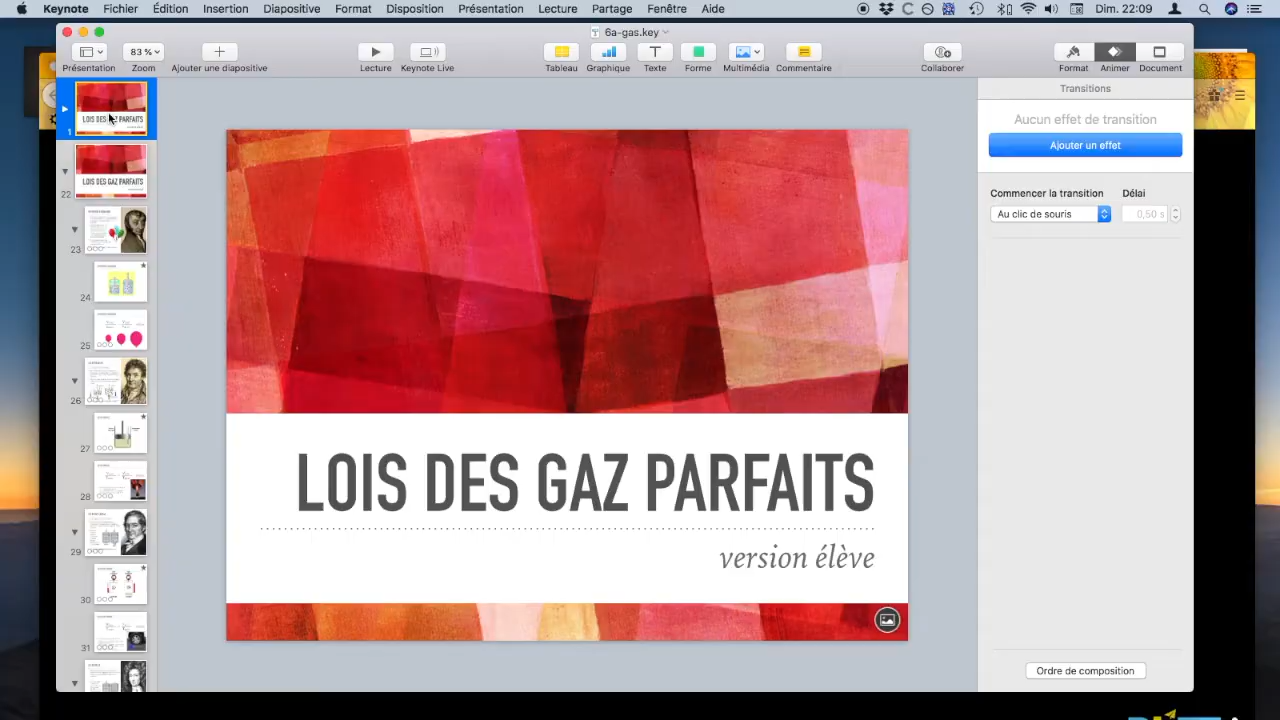 Keynote Fichier Édition Insertion Diapositive Format Disposition Présentation Lecture Partage Fenêtre Aide Dim. 22:09
6a-gas.key
83 %
Présentation Zoom Ajouter une diapositive Lecture Keynote Live Tableau Graphique Texte Forme Multimédia Commentaire Collaborer Format Animer Document
Transitions
Aucun effet de transition
Ajouter un effet
Commencer la transition Délai
Au clic de souris 0,50 s
LOIS DES GAZ PARFAITS
1
LOIS DES GAZ PARFAITS
22
23
24
25
26
27
28
29
30
31
LOIS DES GAZ PARFAITS
version élève
Ordre de composition